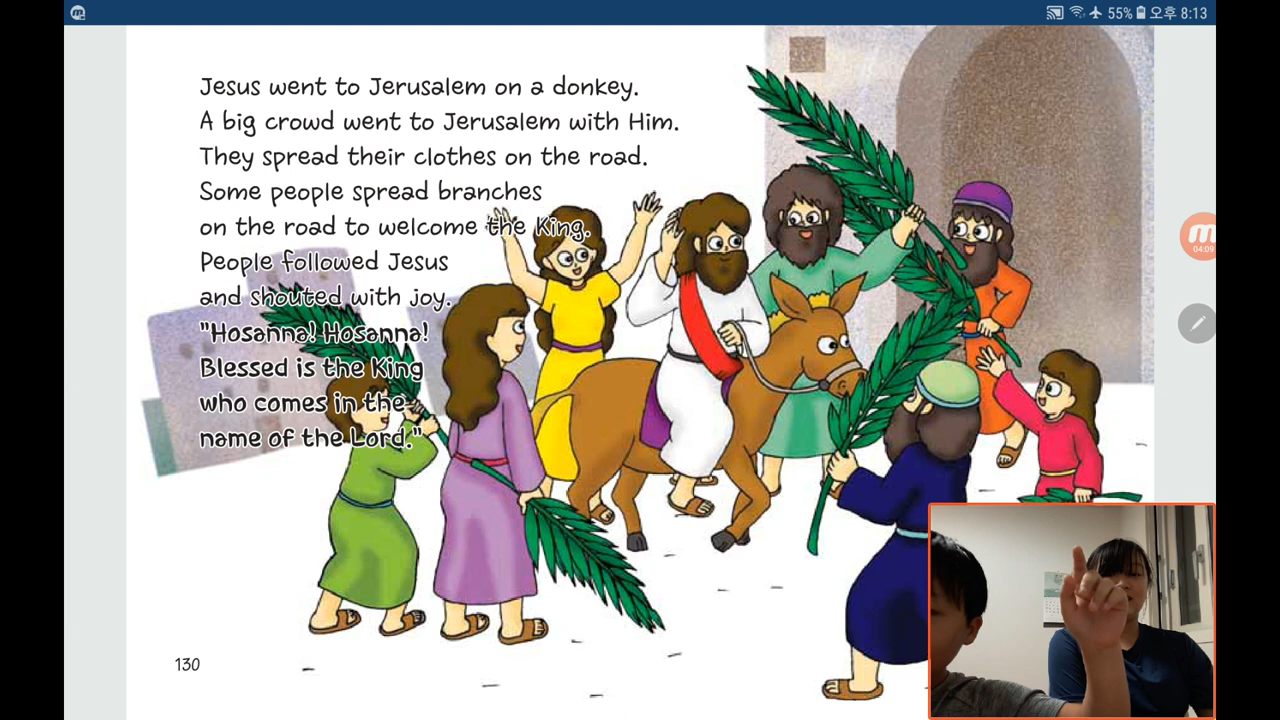 55% 오후 8:13
Jesus went to Jerusalem on a donkey.
A big crowd went to Jerusalem with Him.
They spread their clothes on the road.
Some people spread branches
on the road to welcome the King.
People followed Jesus
and shouted with joy.
"Hosanna! Hosanna!
Blessed is the King
who comes in the
name of the Lord."
04:09
130